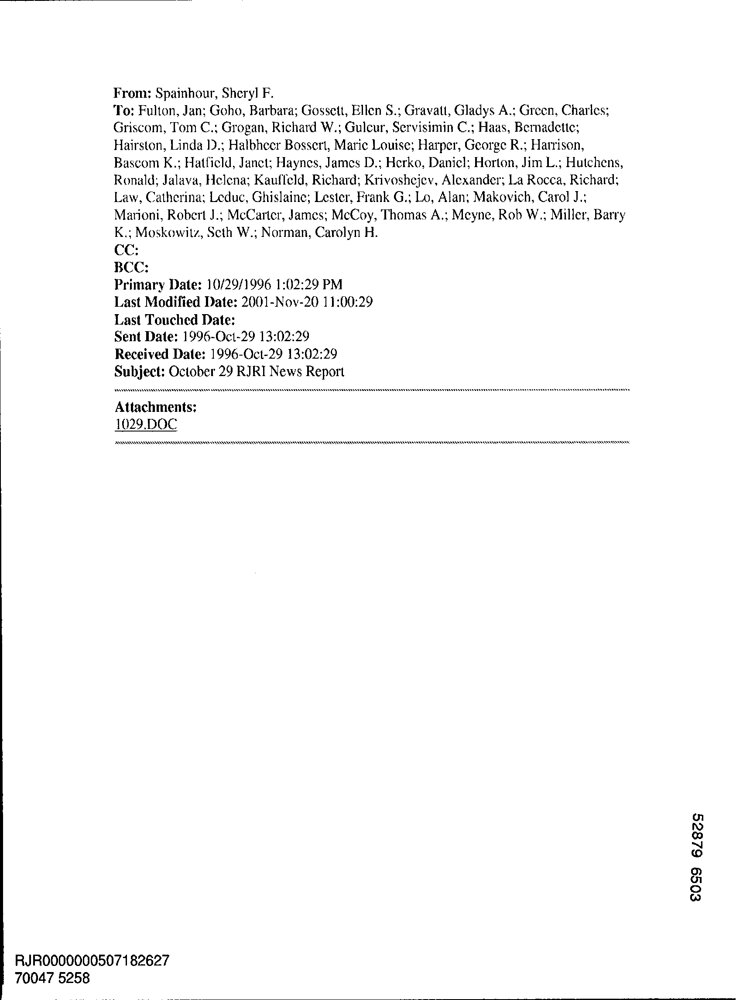 From: Spainhour, Sheryl F.
To: Fulton, Jan; Goho, Barbara; Gossett, Ellen S.; Gravatt, Gladys A.; Green, Charles;
Griscom, Tom C.; Grogan, Richard W.; Gulcur, Servisimin C.; Haas, Bernadette;
Hairston, Linda D.; Halbheer Bossert, Marie Louise; Harper, George R.; Harrison,
Bascom K.; Hatfield, Janet; Haynes, James D.; Herko, Daniel; Horton, Jim L.; Hutchens,
Ronald; Jalava, Helena; Kauffeld, Richard; Krivoshejev, Alexander; La Rocca, Richard;
Law, Catherina; Leduc, Ghislaine; Lester, Frank G.; Lo, Alan; Makovich, Carol J.;
Marioni, Robert J.; McCarter, James; McCoy, Thomas A.; Meyne, Rob W.; Miller, Barry
K.; Moskowitz, Seth W.; Norman, Carolyn H.
CC:
BCC:
Primary Date: 10/29/1996 1:02:29 PM
Last Modified Date: 2001-Nov-20 11:00:29
Last Touched Date:
Sent Date: 1996-Oct-29 13:02:29
Received Date: 1996-Oct-29 13:02:29
Subject: October 29 RJRI News Report
Attachments:
1029.DOC
52879 6503
RJR0000000507182627
70047 5258